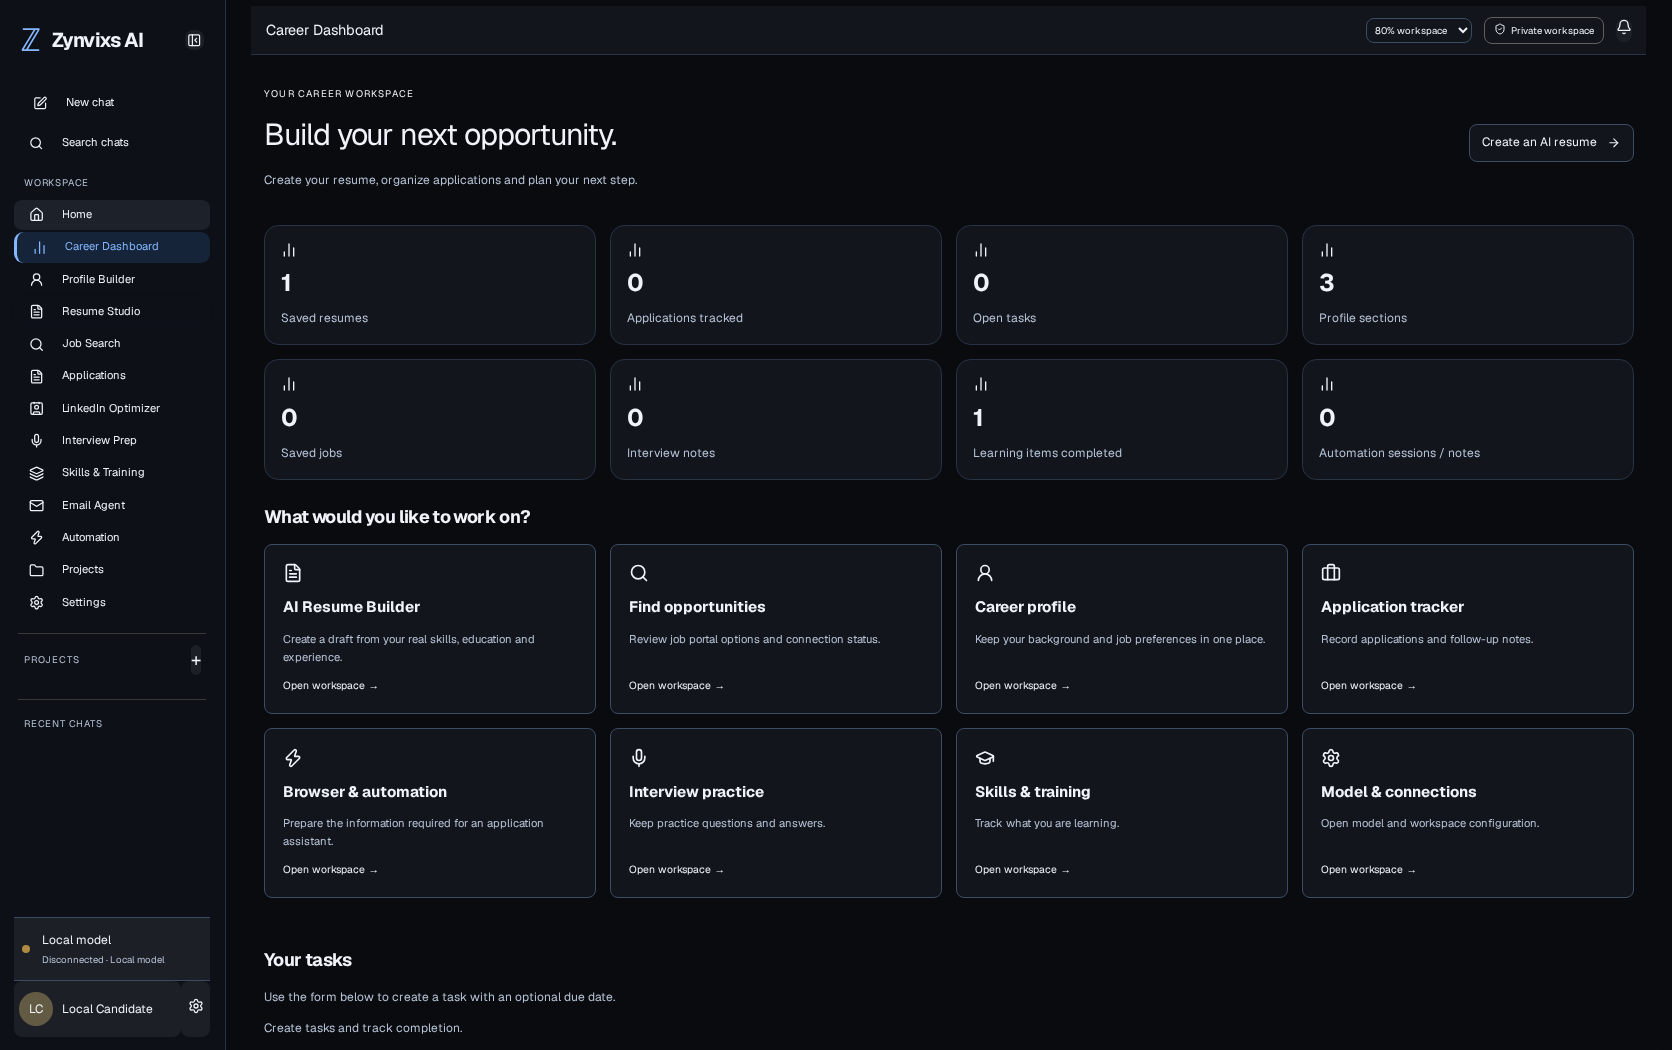 Zynvixs AI
New chat
Search chats
WORKSPACE
Home
Career Dashboard
Profile Builder
Resume Studio
Job Search
Applications
LinkedIn Optimizer
Interview Prep
Skills & Training
Email Agent
Automation
Projects
Settings
PROJECTS
+
RECENT CHATS
Local model
Disconnected · Local model
LC
Local Candidate
Career Dashboard
80% workspace
Private workspace
YOUR CAREER WORKSPACE
Build your next opportunity.
Create your resume, organize applications and plan your next step.
Create an AI resume →
1
Saved resumes
0
Applications tracked
0
Open tasks
3
Profile sections
0
Saved jobs
0
Interview notes
1
Learning items completed
0
Automation sessions / notes
What would you like to work on?
AI Resume Builder
Create a draft from your real skills, education and
experience.
Open workspace →
Find opportunities
Review job portal options and connection status.
Open workspace →
Career profile
Keep your background and job preferences in one place.
Open workspace →
Application tracker
Record applications and follow-up notes.
Open workspace →
Browser & automation
Prepare the information required for an application
assistant.
Open workspace →
Interview practice
Keep practice questions and answers.
Open workspace →
Skills & training
Track what you are learning.
Open workspace →
Model & connections
Open model and workspace configuration.
Open workspace →
Your tasks
Use the form below to create a task with an optional due date.
Create tasks and track completion.